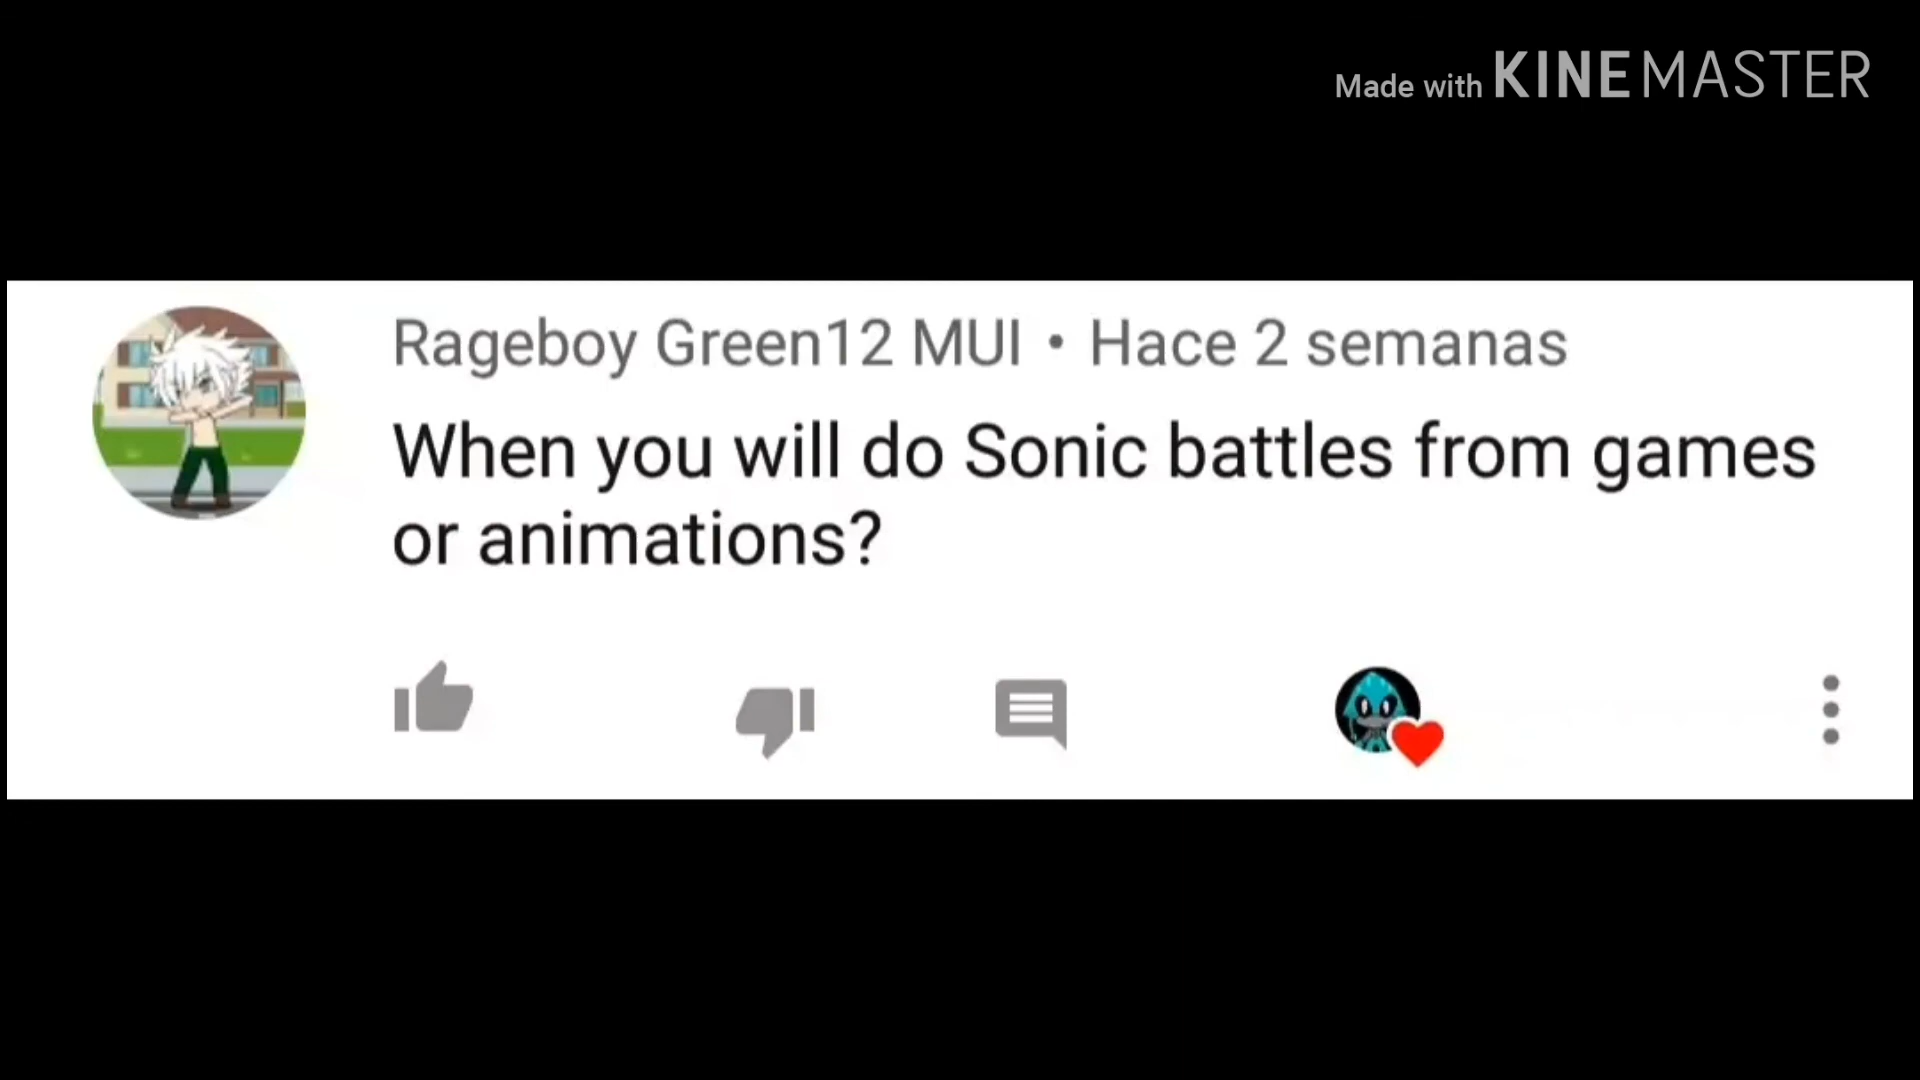 Made with KINEMASTER
Rageboy Green12 MUI • Hace 2 semanas
When you will do Sonic battles from games
or animations?